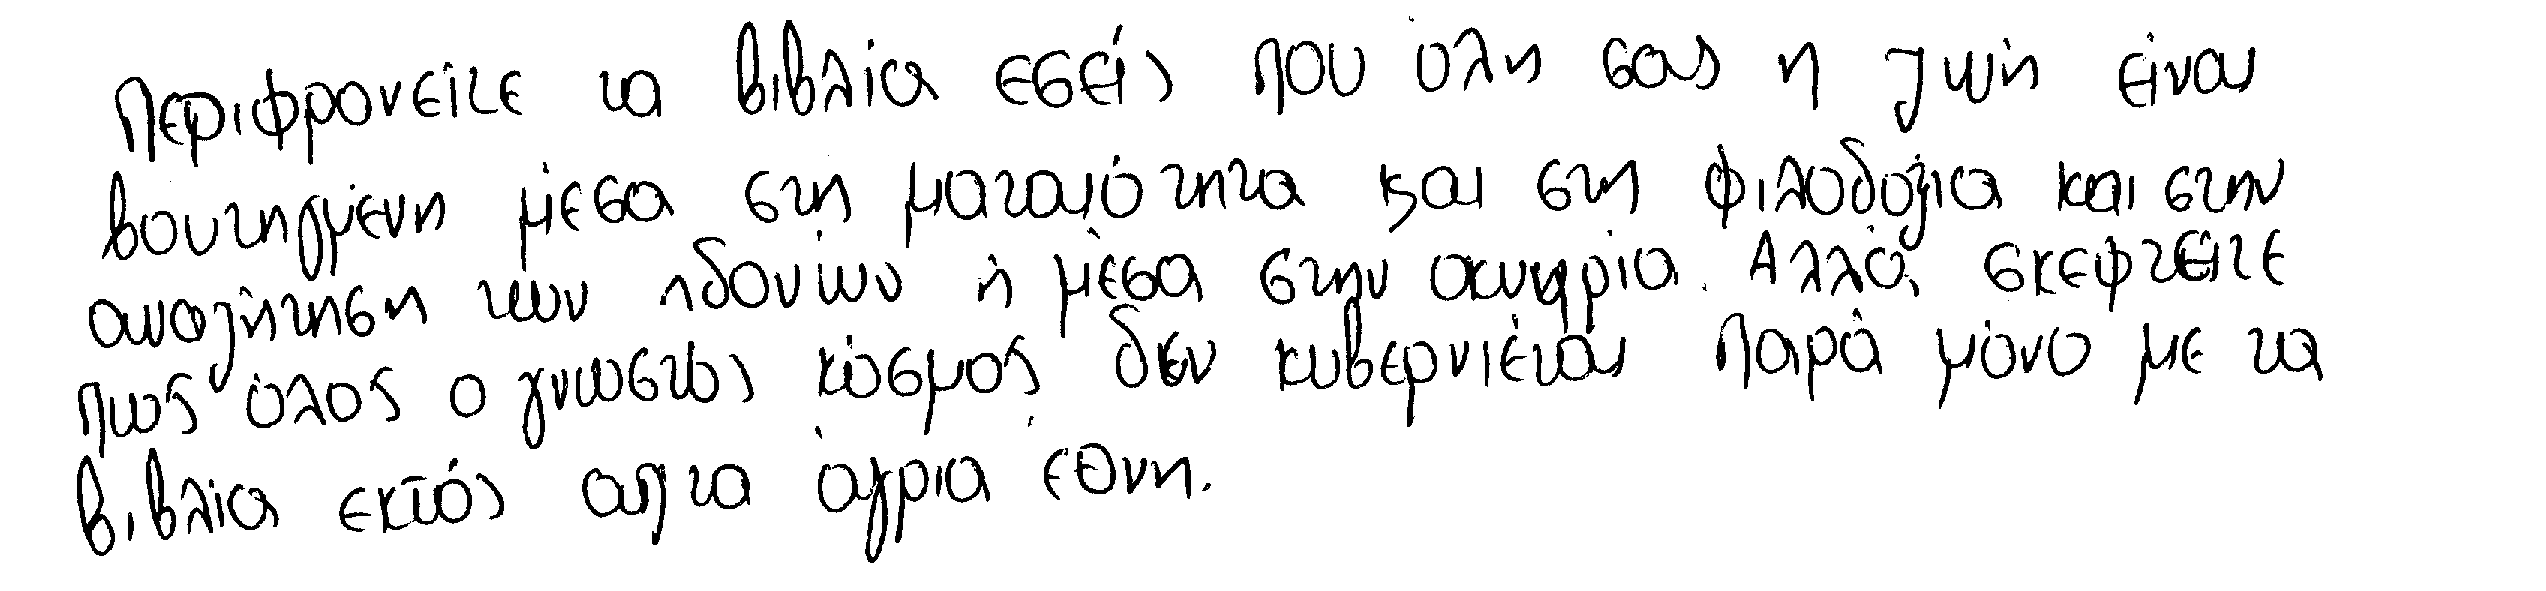 Περιφρονείτε τα βιβλία εσείς που όλη σας η ζωή είναι
βουτηγμένη μέσα στη ματαιότητα και στη φιλοδοξία και στην
αναζήτηση των ηδονών ή μέσα στην οκνηρία. Αλλά σκεφτείτε
πως όλος ο γνωστός κόσμος δεν κυβερνιέται παρά μόνο με τα
βιβλία εκτός απ τα άγρια έθνη.